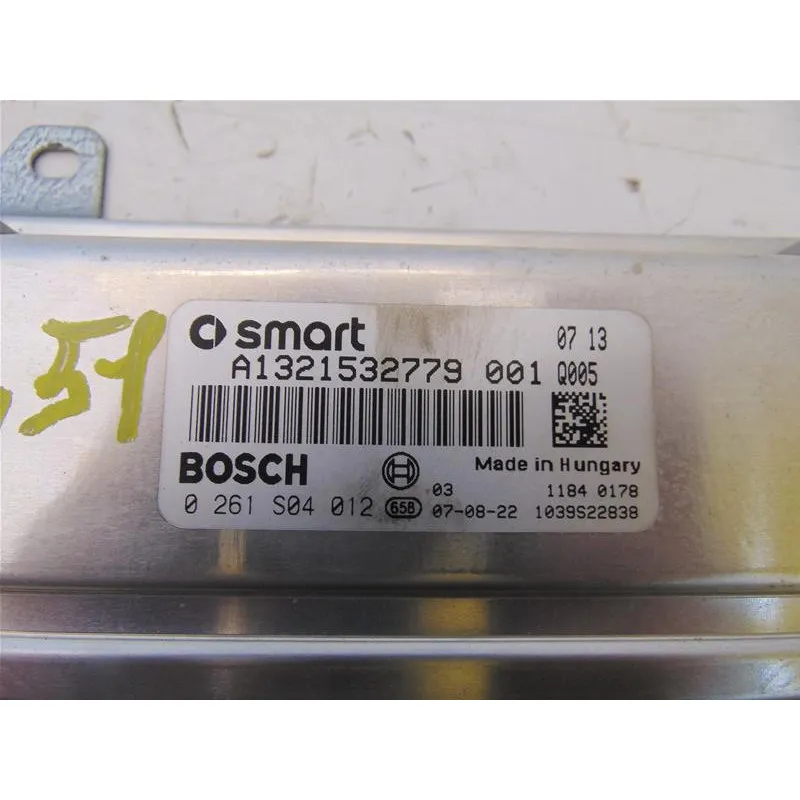 smart 07 13
A1321532779 001 Q005
BOSCH Made in Hungary
03 1184 0178
0 261 S04 012 658 07-08-22 1039S22838
51